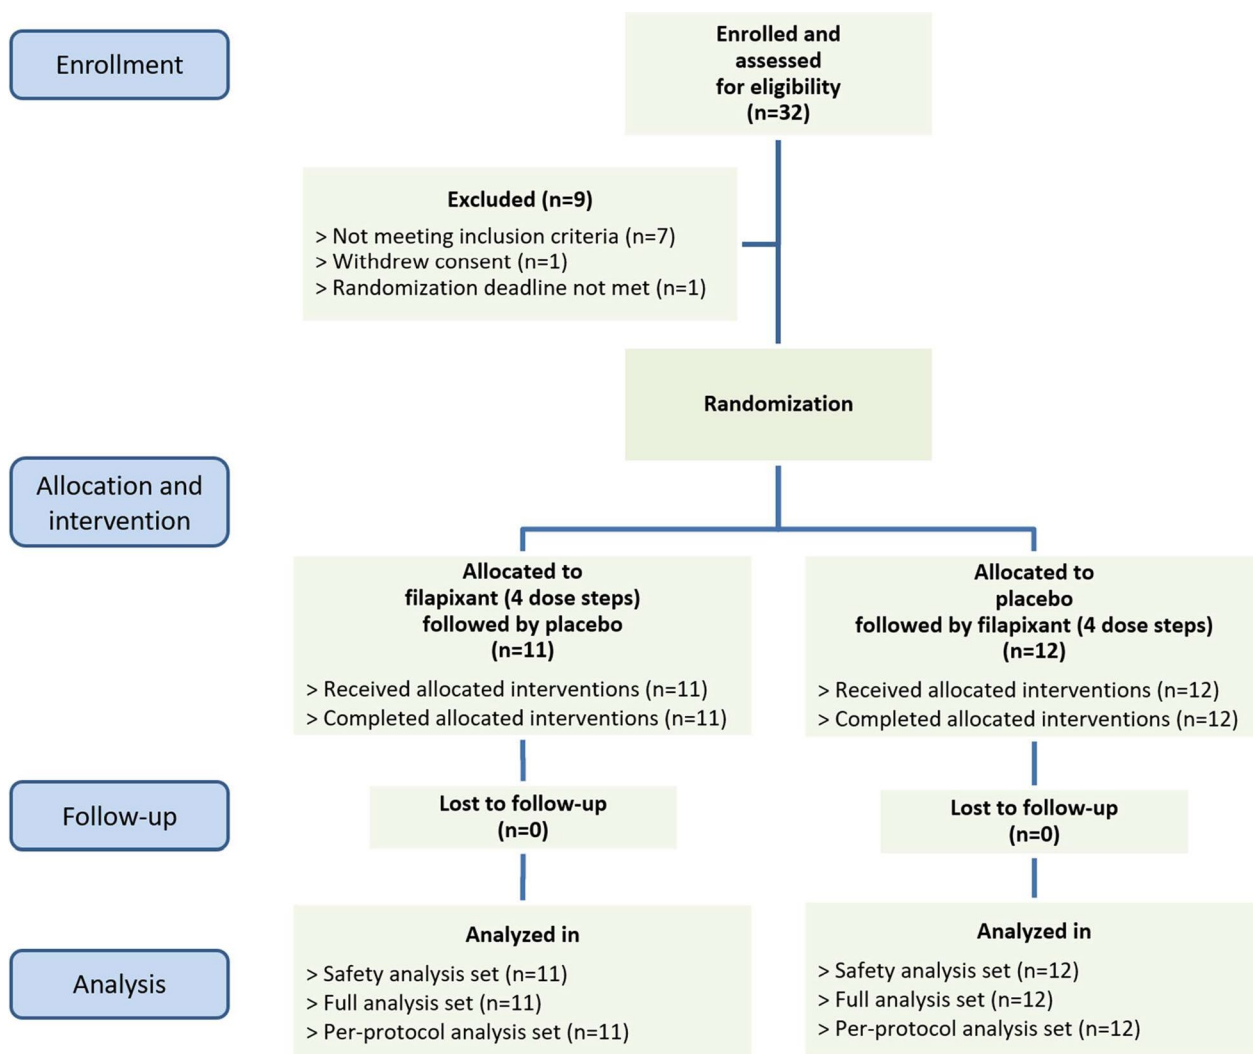 Enrollment
Enrolled and
assessed
for eligibility
(n=32)
Excluded (n=9)
> Not meeting inclusion criteria (n=7)
> Withdrew consent (n=1)
> Randomization deadline not met (n=1)
Randomization
Allocation and
intervention
Allocated to
filapixant (4 dose steps)
followed by placebo
(n=11)
> Received allocated interventions (n=11)
> Completed allocated interventions (n=11)
Allocated to
placebo
followed by filapixant (4 dose steps)
(n=12)
> Received allocated interventions (n=12)
> Completed allocated interventions (n=12)
Follow-up
Lost to follow-up
(n=0)
Lost to follow-up
(n=0)
Analysis
Analyzed in
> Safety analysis set (n=11)
> Full analysis set (n=11)
> Per-protocol analysis set (n=11)
Analyzed in
> Safety analysis set (n=12)
> Full analysis set (n=12)
> Per-protocol analysis set (n=12)